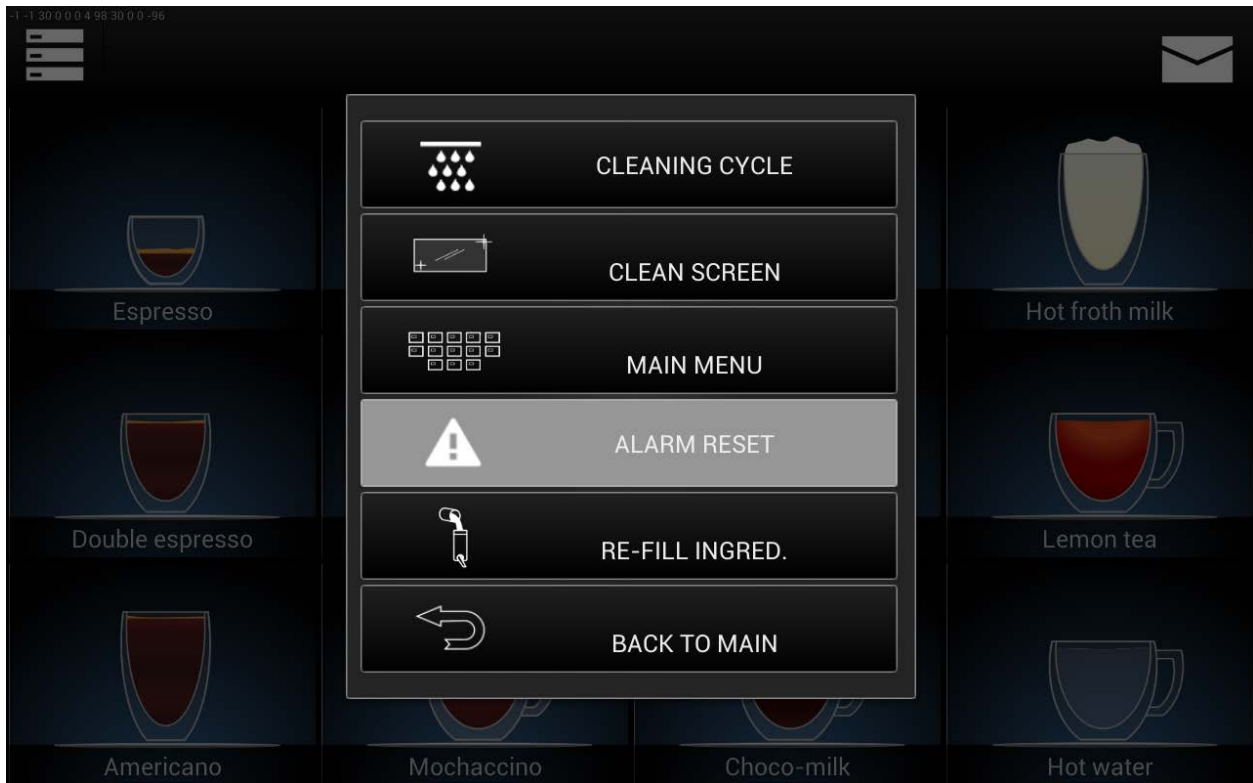 -1 -1 30 0 0 0 4 98 30 0 0 -96
CLEANING CYCLE
CLEAN SCREEN
Espresso
Hot froth milk
MAIN MENU
ALARM RESET
Double espresso
RE-FILL INGRED.
Lemon tea
BACK TO MAIN
Americano
Mochaccino
Choco-milk
Hot water